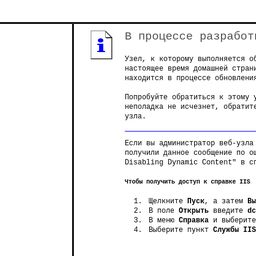 В процессе разработ
Узел, к которому выполняется об
настоящее время домашней страни
находится в процессе обновления
Попробуйте обратиться к этому у
неполадка не исчезнет, обратите
узла.
Если вы администратор веб-узла
получили данное сообщение по ош
Disabling Dynamic Content" в сп
Чтобы получить доступ к справке IIS
1. Щелкните Пуск, а затем Вы
2. В поле Открыть введите dc
3. В меню Справка и выберите
4. Выберите пункт Службы IIS